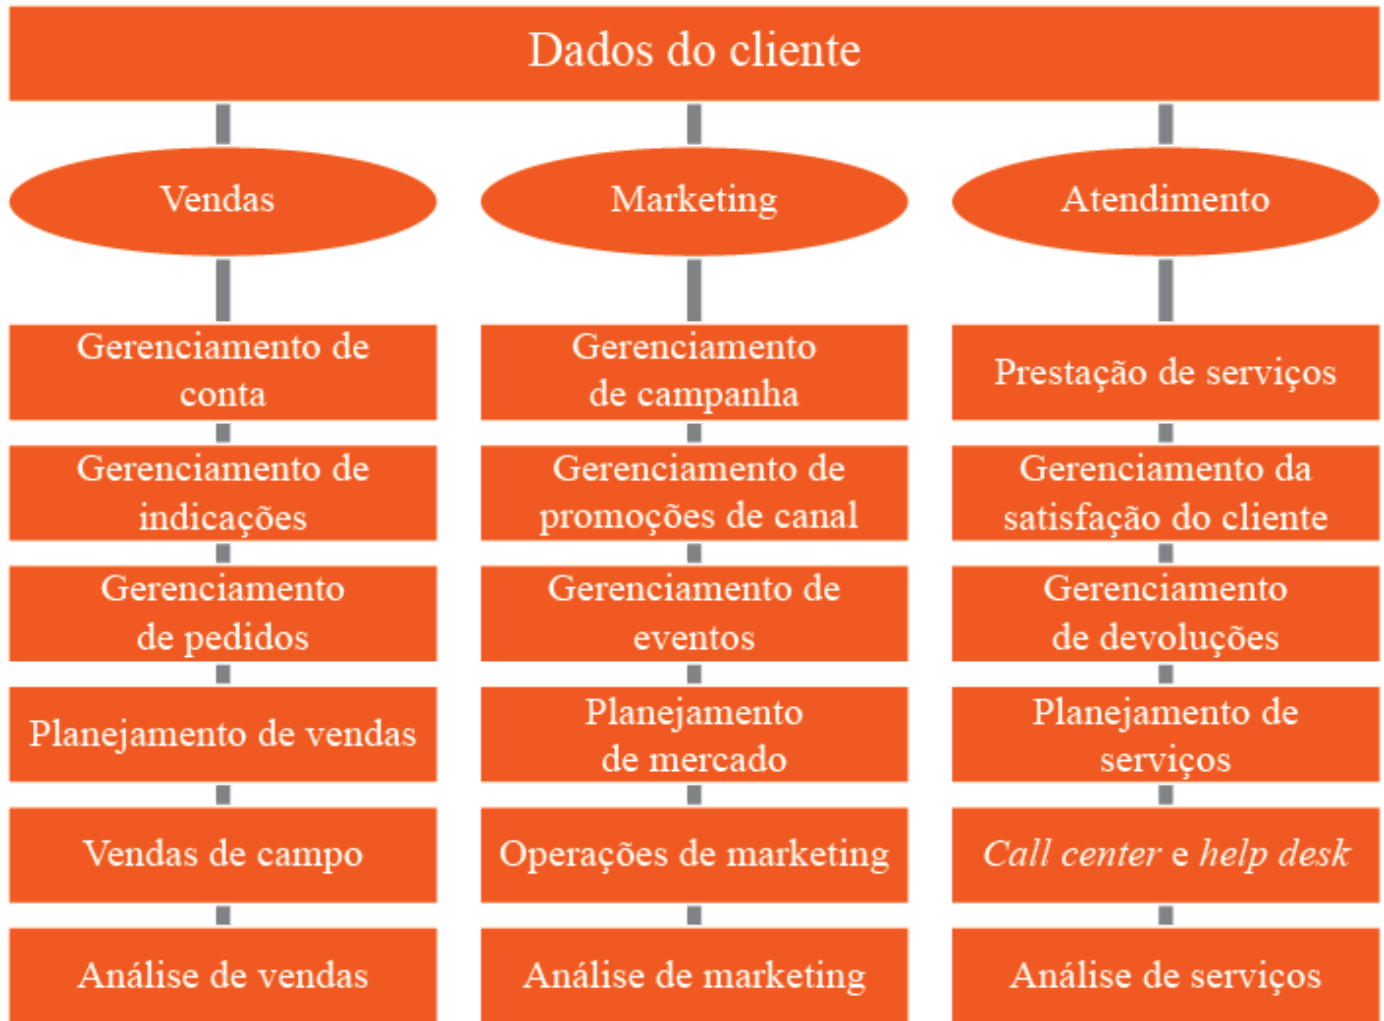 Dados do cliente
Vendas
Marketing
Atendimento
Gerenciamento de
conta
Gerenciamento
de campanha
Prestação de serviços
Gerenciamento de
indicações
Gerenciamento de
promoções de canal
Gerenciamento da
satisfação do cliente
Gerenciamento
de pedidos
Gerenciamento de
eventos
Gerenciamento
de devoluções
Planejamento de vendas
Planejamento
de mercado
Planejamento de
serviços
Vendas de campo
Operações de marketing
Call center e help desk
Análise de vendas
Análise de marketing
Análise de serviços